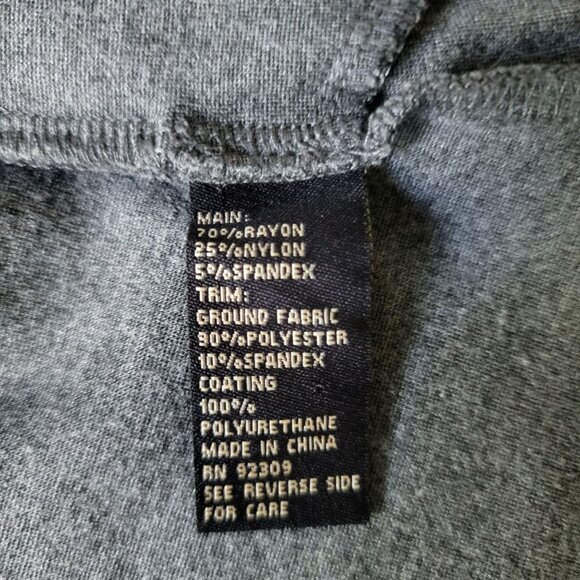 MAIN:
70%RAYON
25%NYLON
5%SPANDEX
TRIM:
GROUND FABRIC
90%POLYESTER
10%SPANDEX
COATING
100%
POLYURETHANE
MADE IN CHINA
RN 92309
SEE REVERSE SIDE
FOR CARE